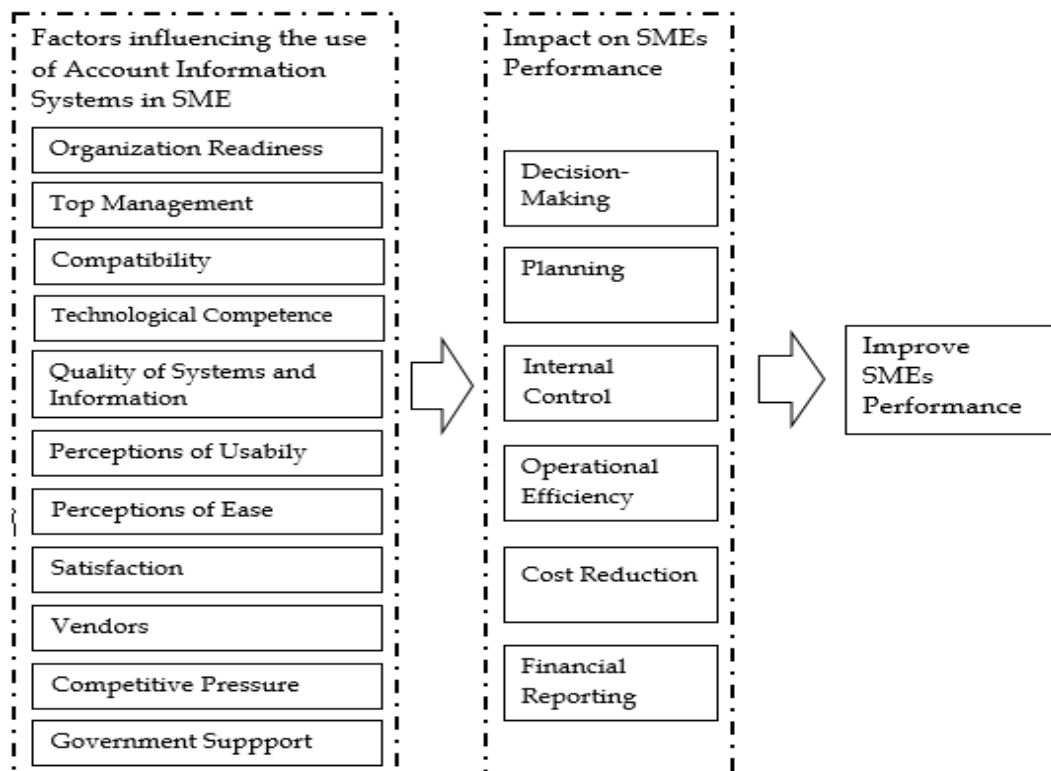 Factors influencing the use
of Account Information
Systems in SME
Organization Readiness
Top Management
Compatibility
Technological Competence
Quality of Systems and
Information
Perceptions of Usabily
Perceptions of Ease
Satisfaction
Vendors
Competitive Pressure
Government Suppport
Impact on SMEs
Performance
Decision-
Making
Planning
Internal
Control
Operational
Efficiency
Cost Reduction
Financial
Reporting
Improve
SMEs
Performance